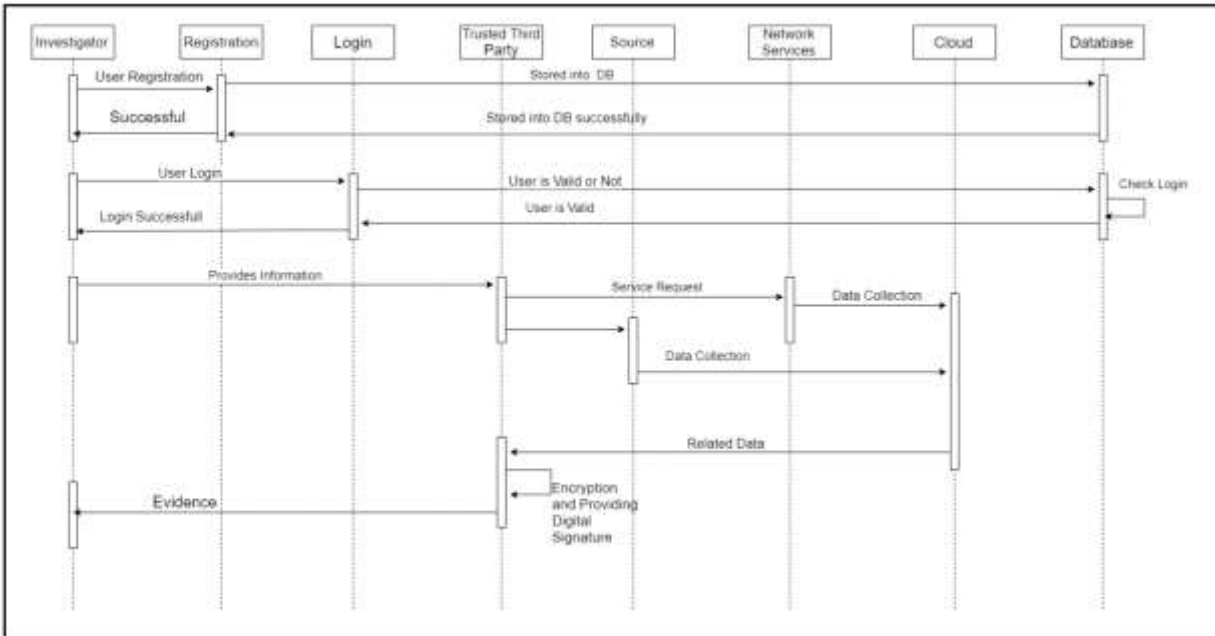 Investigator
Registration
Login
Trusted Third
Party
Source
Network
Services
Cloud
Database
User Registration
Stored into DB
Successful
Stored into DB successfully
User Login
User is Valid or Not
Check Login
Login Successfull
User is Valid
Provides Information
Service Request
Data Collection
Data Collection
Related Data
Encryption
and Providing
Digital
Signature
Evidence